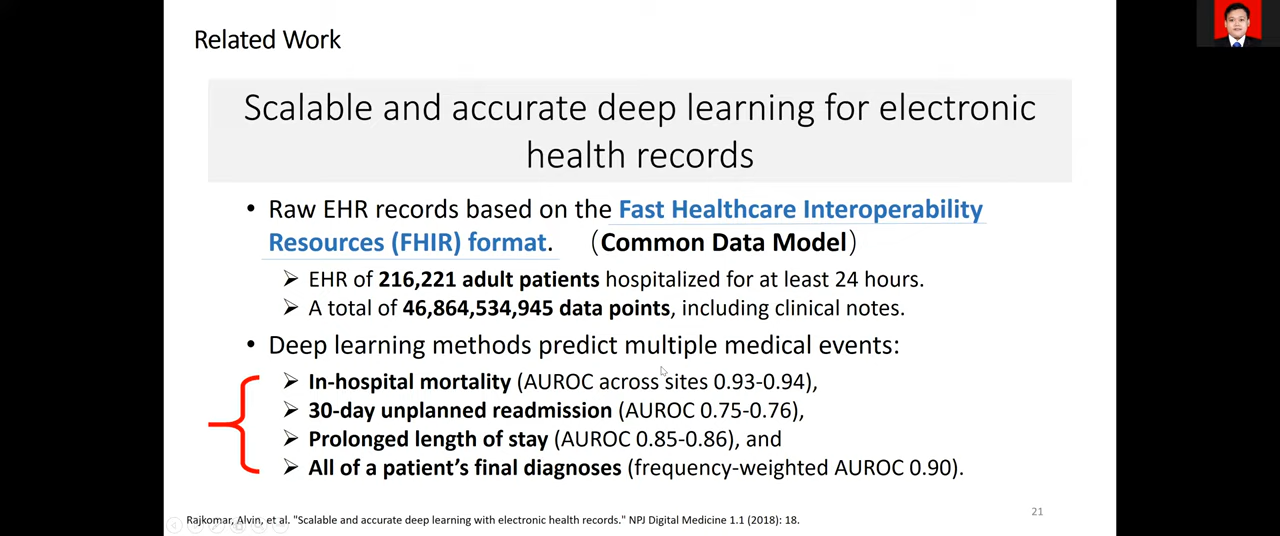 Related Work
Scalable and accurate deep learning for electronic
health records
• Raw EHR records based on the Fast Healthcare Interoperability
Resources (FHIR) format. (Common Data Model)
➢ EHR of 216,221 adult patients hospitalized for at least 24 hours.
➢ A total of 46,864,534,945 data points, including clinical notes.
• Deep learning methods predict multiple medical events:
➢ In-hospital mortality (AUROC across sites 0.93-0.94),
➢ 30-day unplanned readmission (AUROC 0.75-0.76),
➢ Prolonged length of stay (AUROC 0.85-0.86), and
➢ All of a patient’s final diagnoses (frequency-weighted AUROC 0.90).
21
Rajkomar, Alvin, et al. "Scalable and accurate deep learning with electronic health records." NPJ Digital Medicine 1.1 (2018): 18.